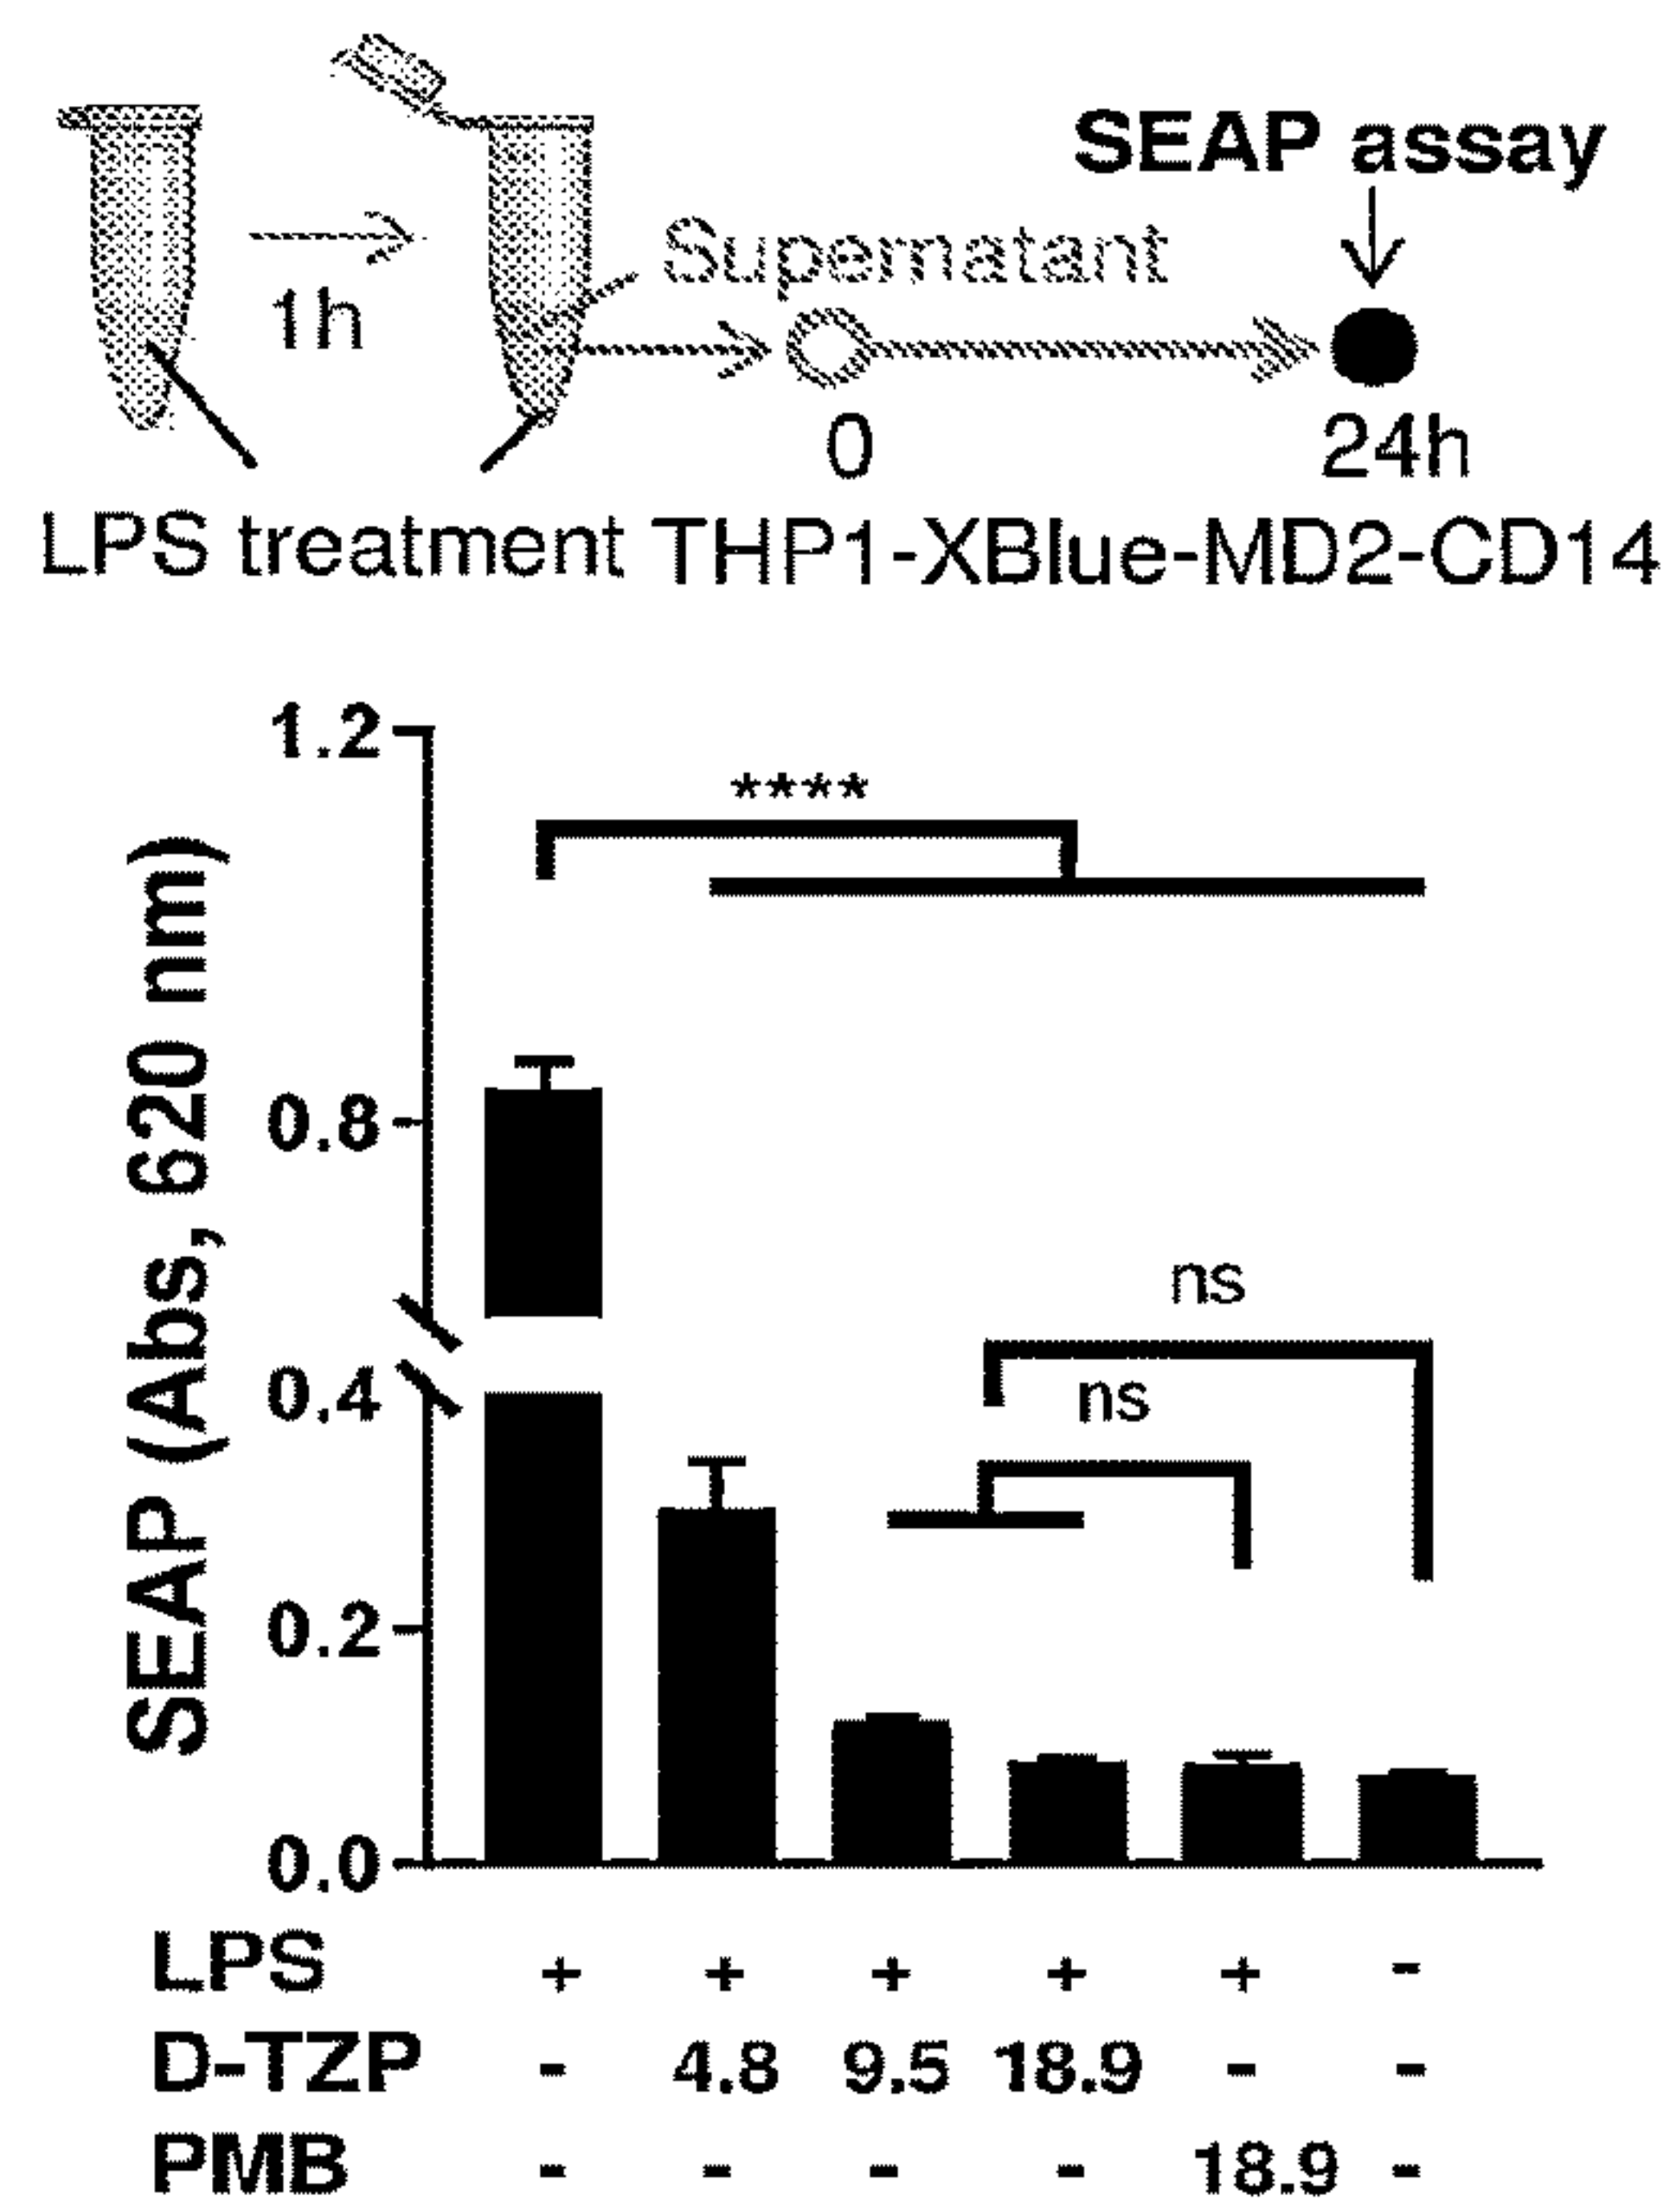 SEAP assay
Supernatant
1h
0 24h
LPS treatment THP1-XBlue-MD2-CD14
SEAP (Abs, 620 nm)
1.2
****
0.8
ns
0.4
ns
0.2
0.0
LPS + + + + + -
D-TZP - 4.8 9.5 18.9 - -
PMB - - - - 18.9 -